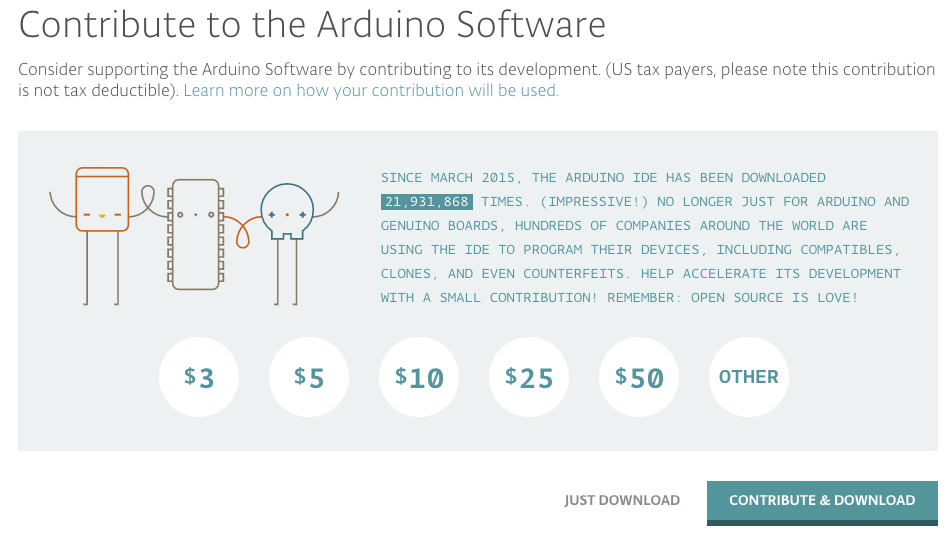 Contribute to the Arduino Software
Consider supporting the Arduino Software by contributing to its development. (US tax payers, please note this contribution
is not tax deductible). Learn more on how your contribution will be used.
SINCE MARCH 2015, THE ARDUINO IDE HAS BEEN DOWNLOADED
21,931,868 TIMES. (IMPRESSIVE!) NO LONGER JUST FOR ARDUINO AND
GENUINO BOARDS, HUNDREDS OF COMPANIES AROUND THE WORLD ARE
USING THE IDE TO PROGRAM THEIR DEVICES, INCLUDING COMPATIBLES,
CLONES, AND EVEN COUNTERFEITS. HELP ACCELERATE ITS DEVELOPMENT
WITH A SMALL CONTRIBUTION! REMEMBER: OPEN SOURCE IS LOVE!
$3 $5 $10 $25 $50 OTHER
JUST DOWNLOAD CONTRIBUTE & DOWNLOAD